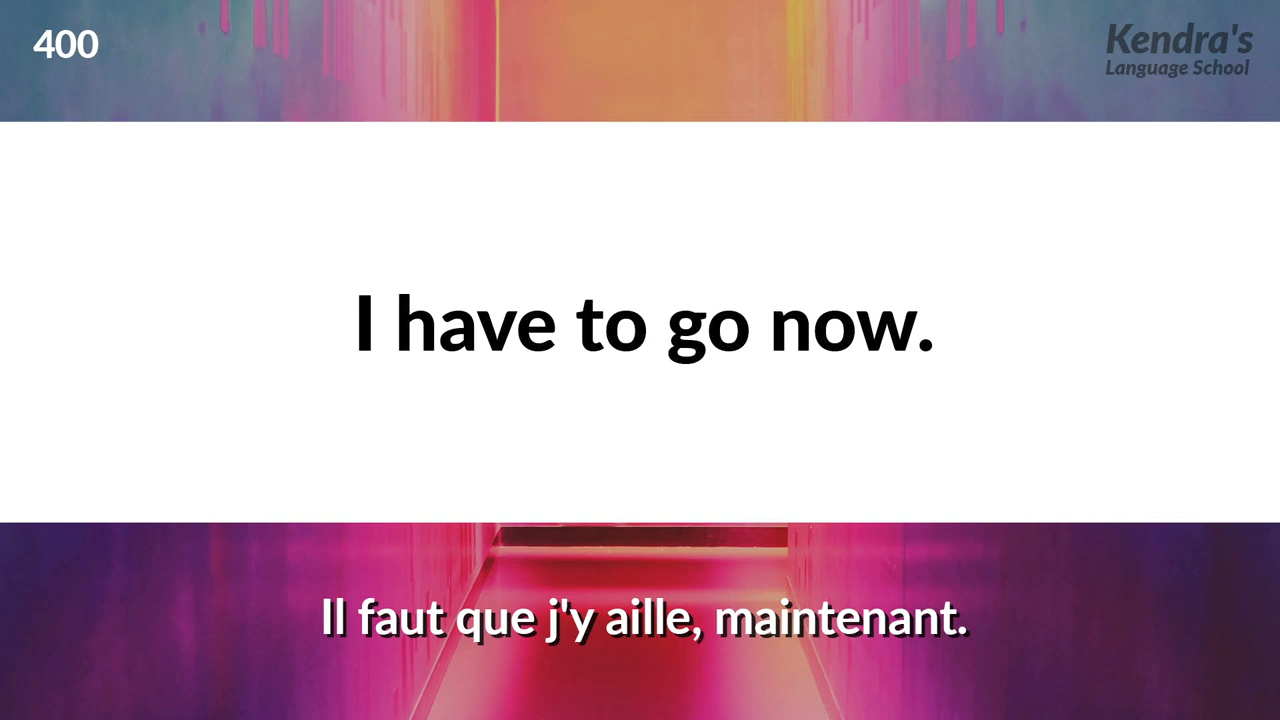 400
Kendra's
Language School
I have to go now.
Il faut que j'y aille, maintenant.